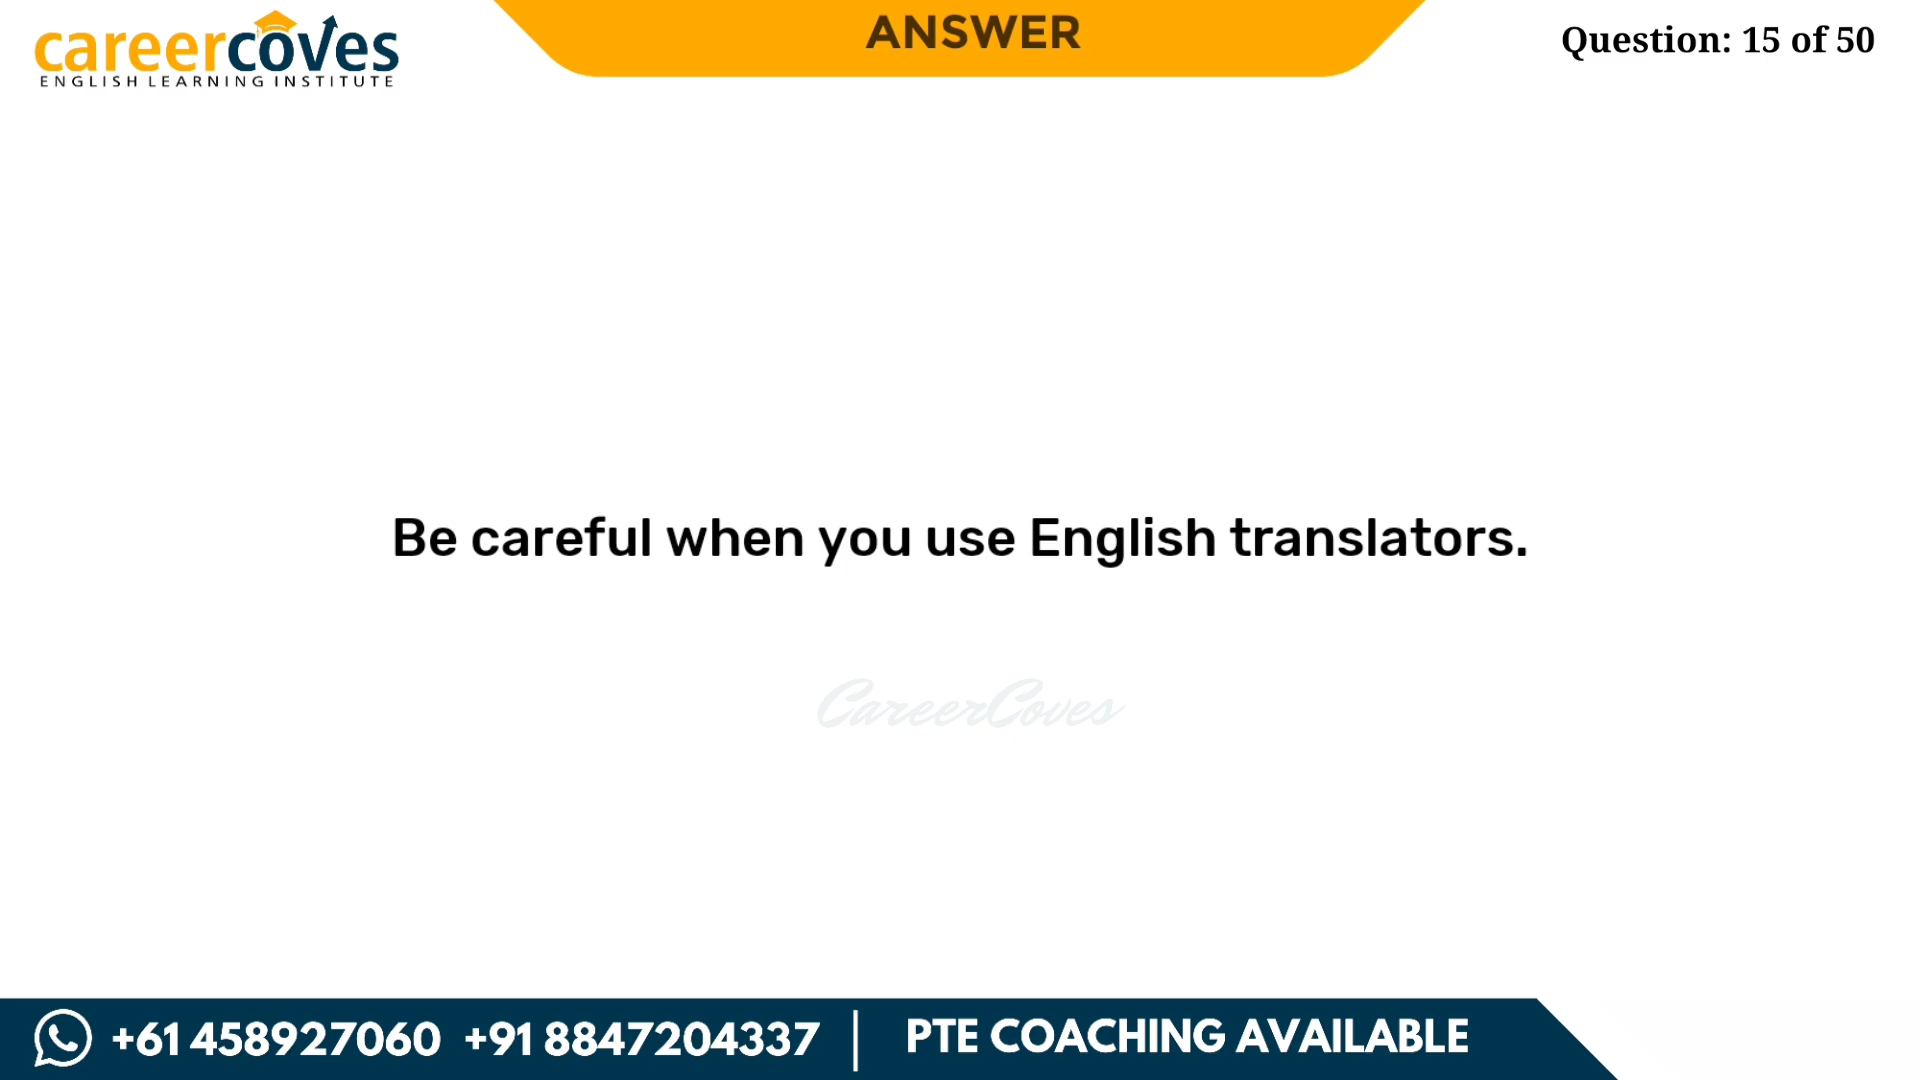 careercoves
ENGLISH LEARNING INSTITUTE
ANSWER
Question: 15 of 50
Be careful when you use English translators.
CareerCoves
+61 458927060 +91 8847204337 | PTE COACHING AVAILABLE